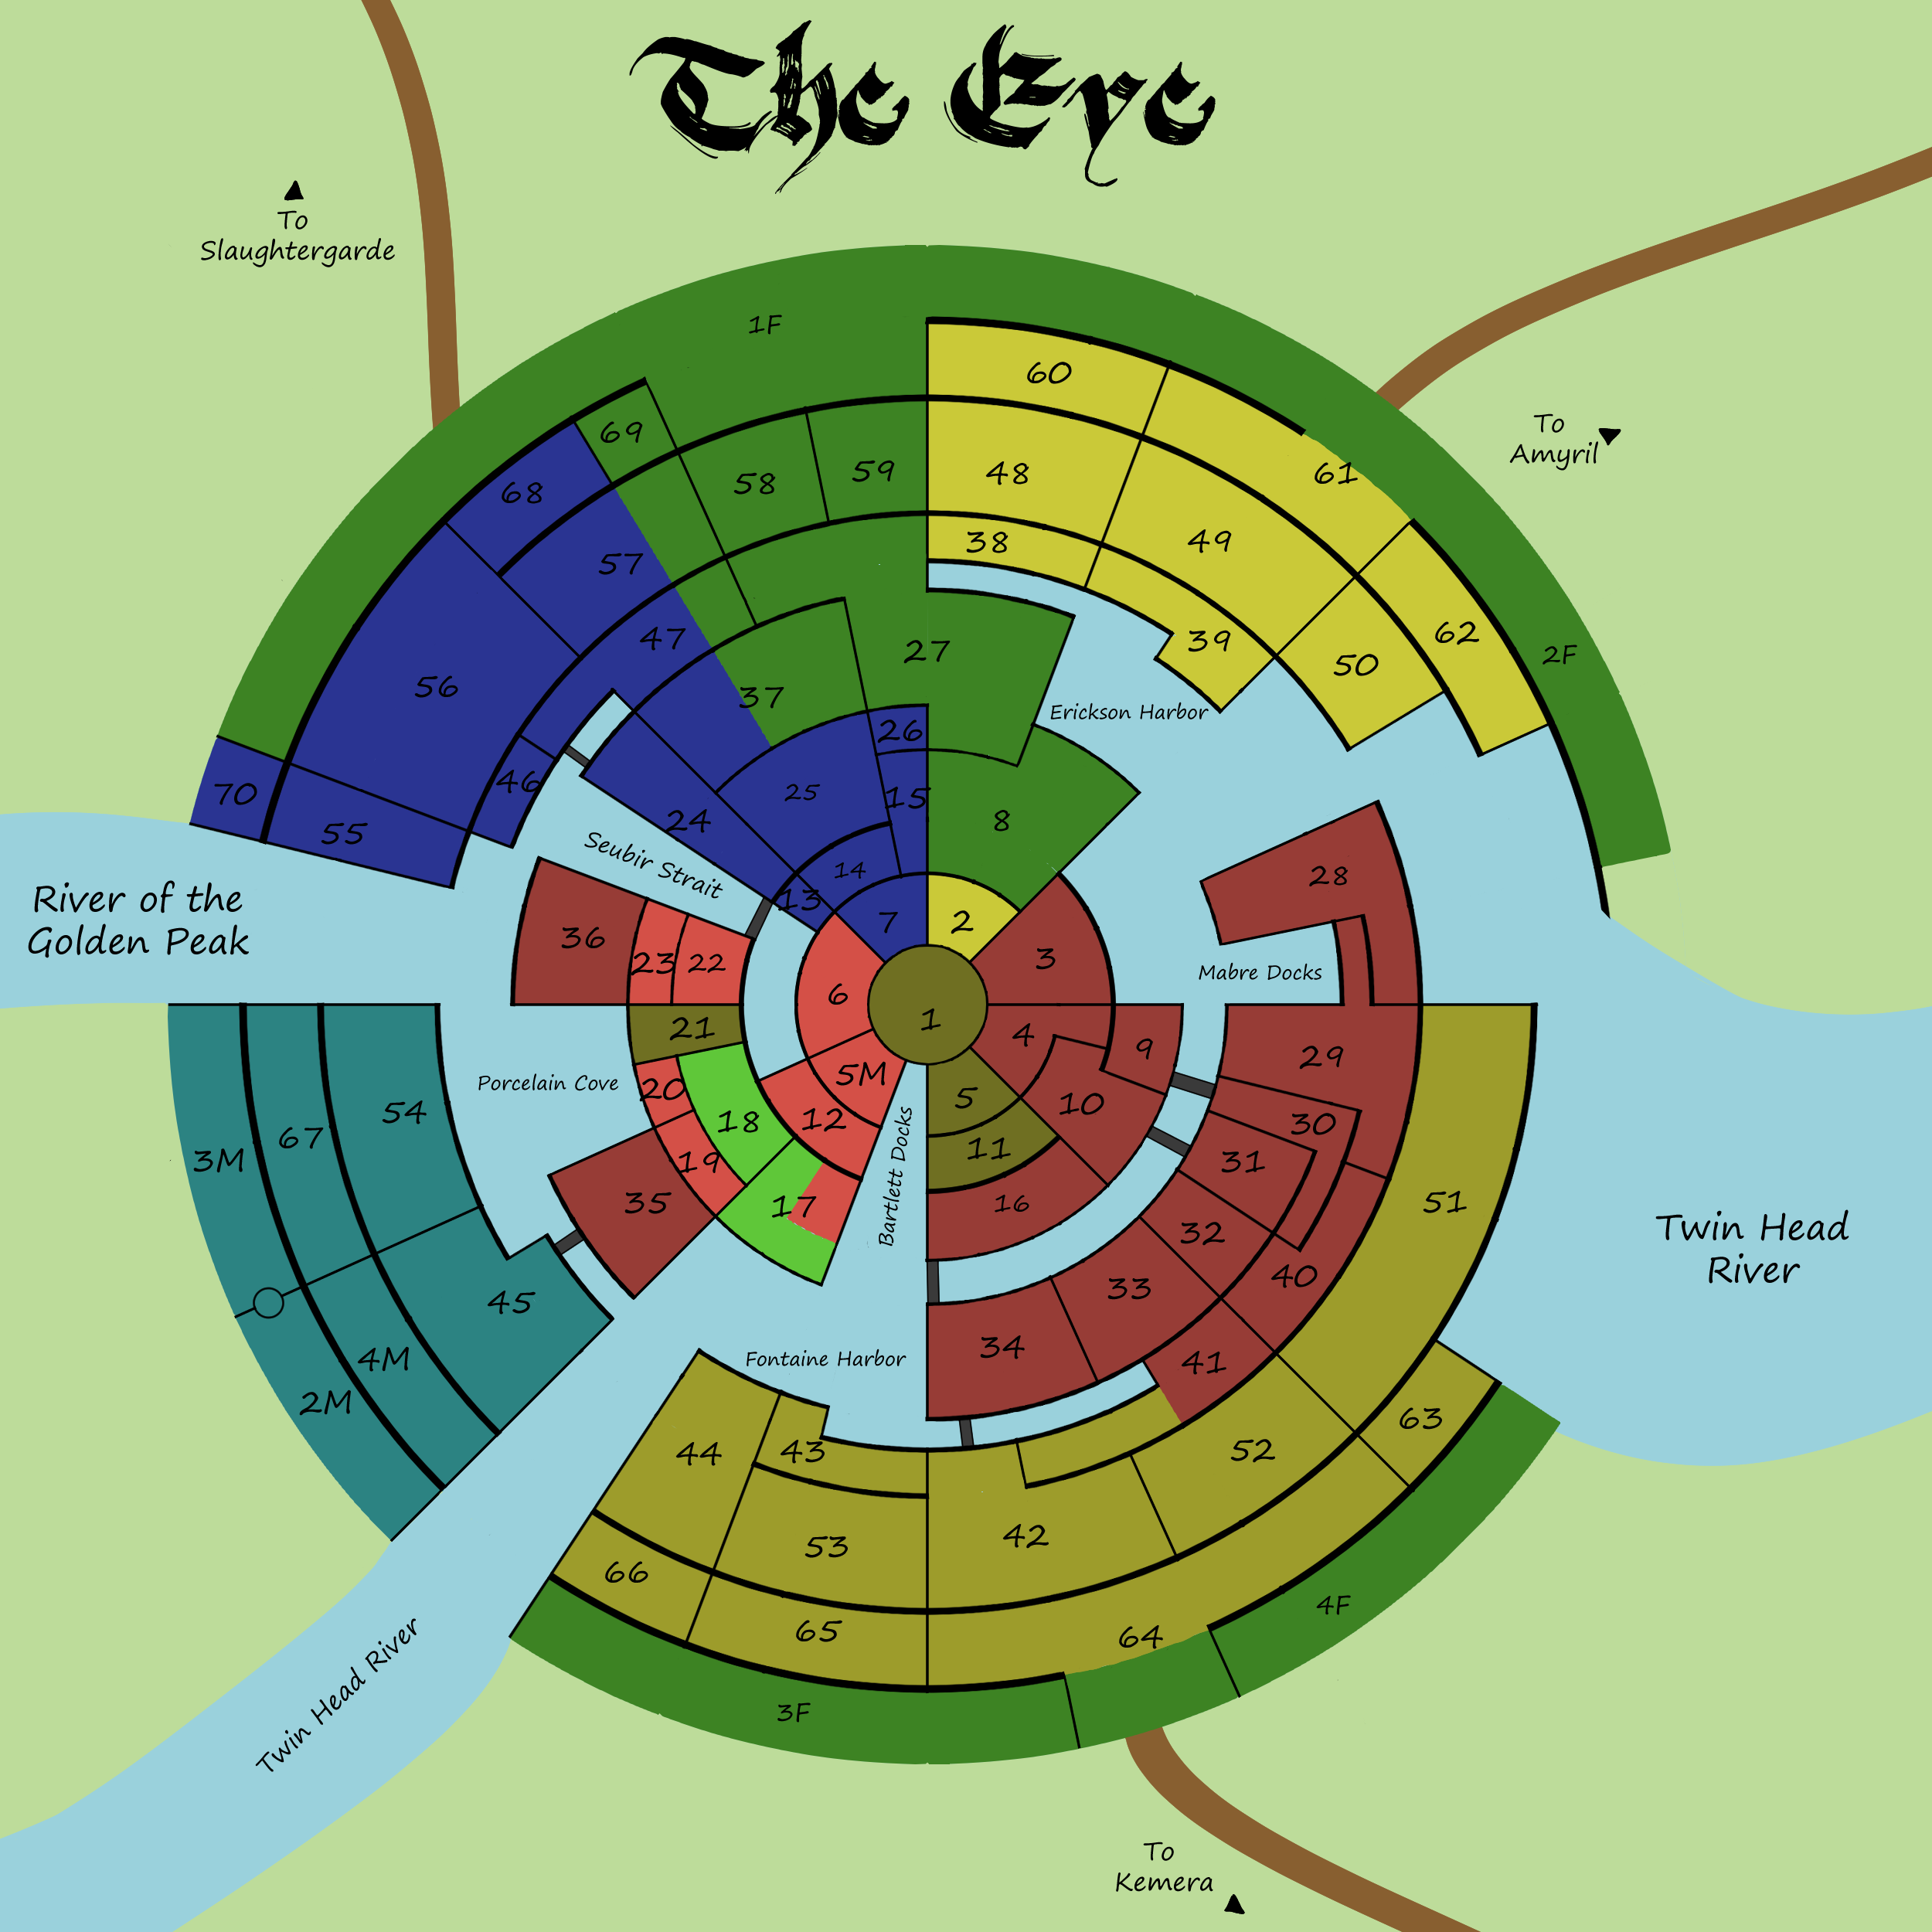 The Eye
To
Slaughtergarde
To
Amyril
1F
60
69
61
68
58
59
48
38
49
57
47
39
62
2F
27
50
56
37
Erickson Harbor
26
70
46
25
15
55
24
8
Seubir Strait
14
28
13
7
2
River of the
Golden Peak
36
23
22
3
Mabre Docks
6
1
21
4
9
29
Porcelain Cove
20
5M
5
10
54
18
12
30
67
11
3M
19
31
Bartlett Docks
35
17
16
51
32
Twin Head
River
45
33
40
34
4M
Fontaine Harbor
41
2M
63
44
43
52
42
53
66
65
64
4F
3F
Twin Head River
To
Kemera